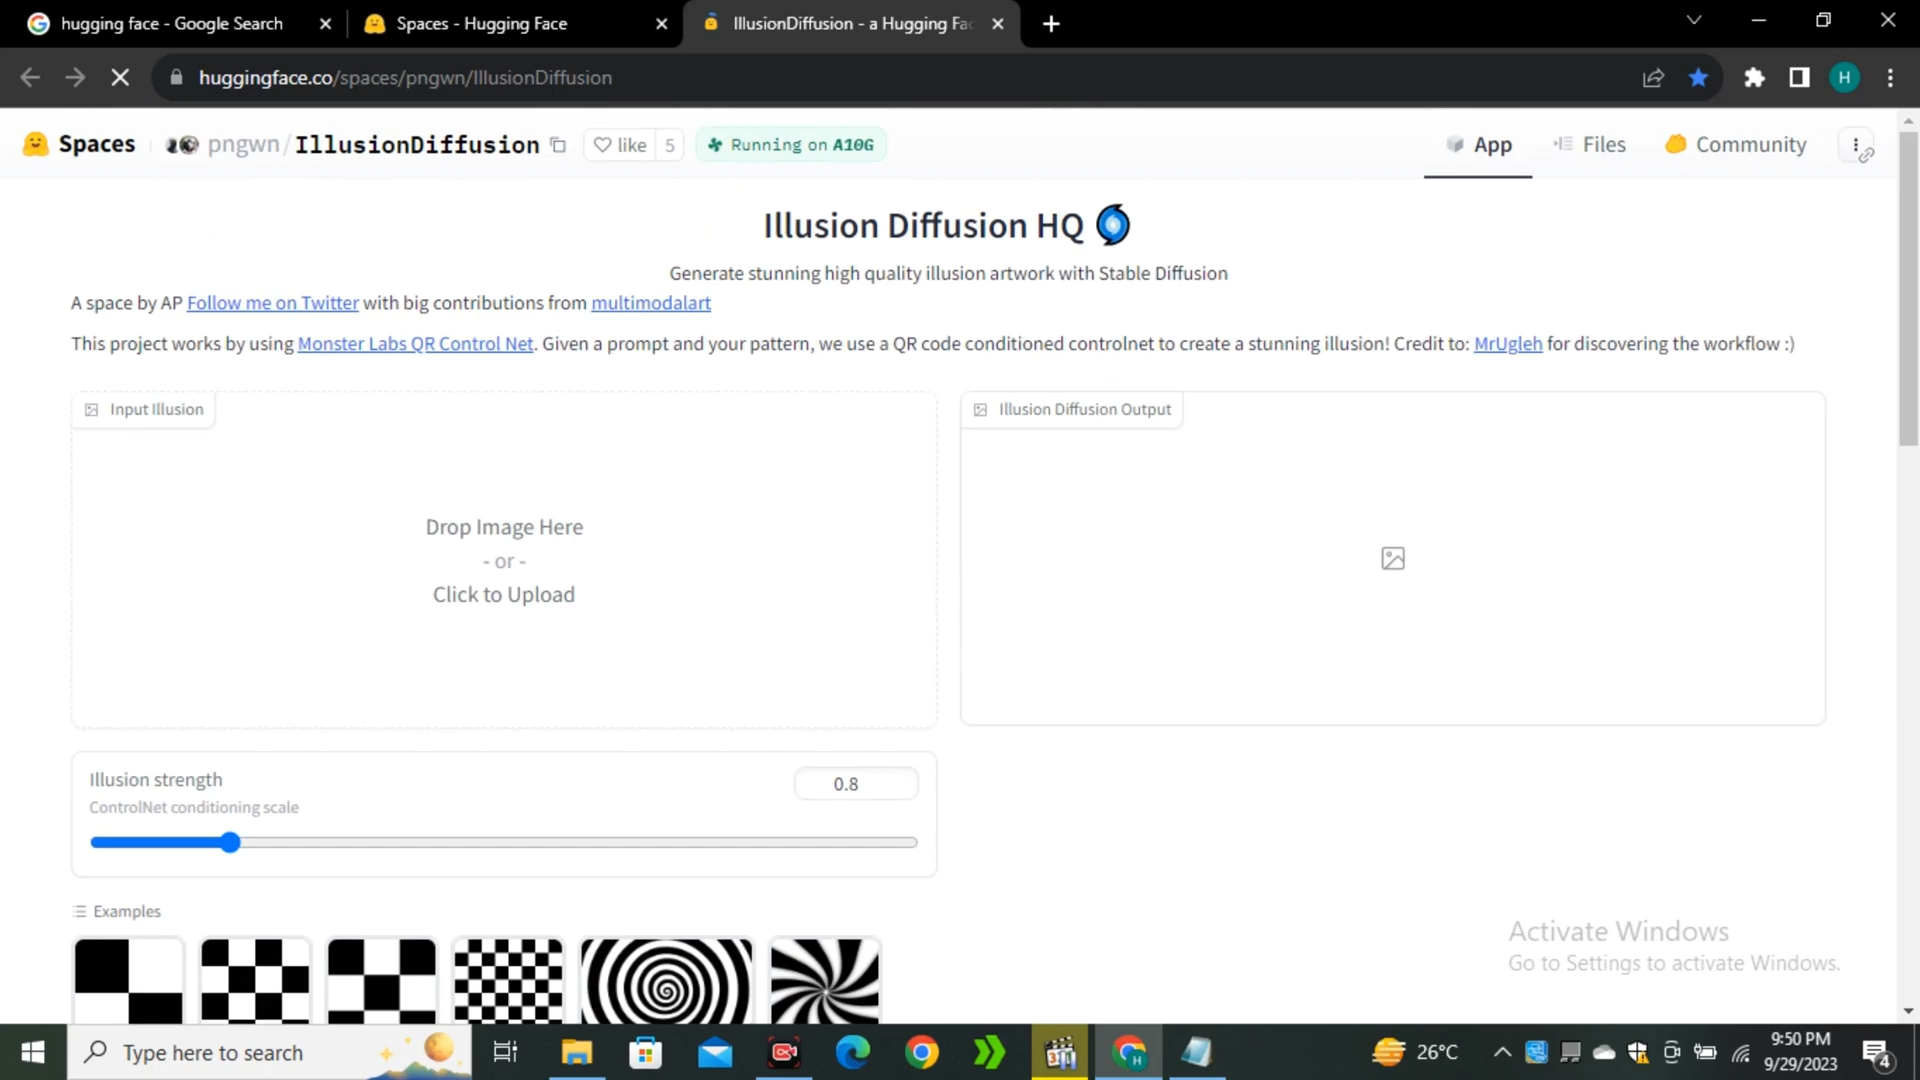 hugging face - Google Search
Spaces - Hugging Face
IllusionDiffusion - a Hugging Fac
huggingface.co/spaces/pngwn/IllusionDiffusion
H
Spaces
pngwn/IllusionDiffusion
like 5
Running on A10G
App
Files
Community
Illusion Diffusion HQ
Generate stunning high quality illusion artwork with Stable Diffusion
A space by AP Follow me on Twitter with big contributions from multimodalart
This project works by using Monster Labs QR Control Net. Given a prompt and your pattern, we use a QR code conditioned controlnet to create a stunning illusion! Credit to: MrUgleh for discovering the workflow :)
Input Illusion
Illusion Diffusion Output
Drop Image Here
- or -
Click to Upload
Illusion strength
0.8
ControlNet conditioning scale
Examples
Activate Windows
Go to Settings to activate Windows.
Type here to search
26°C
9:50 PM
9/29/2023
4